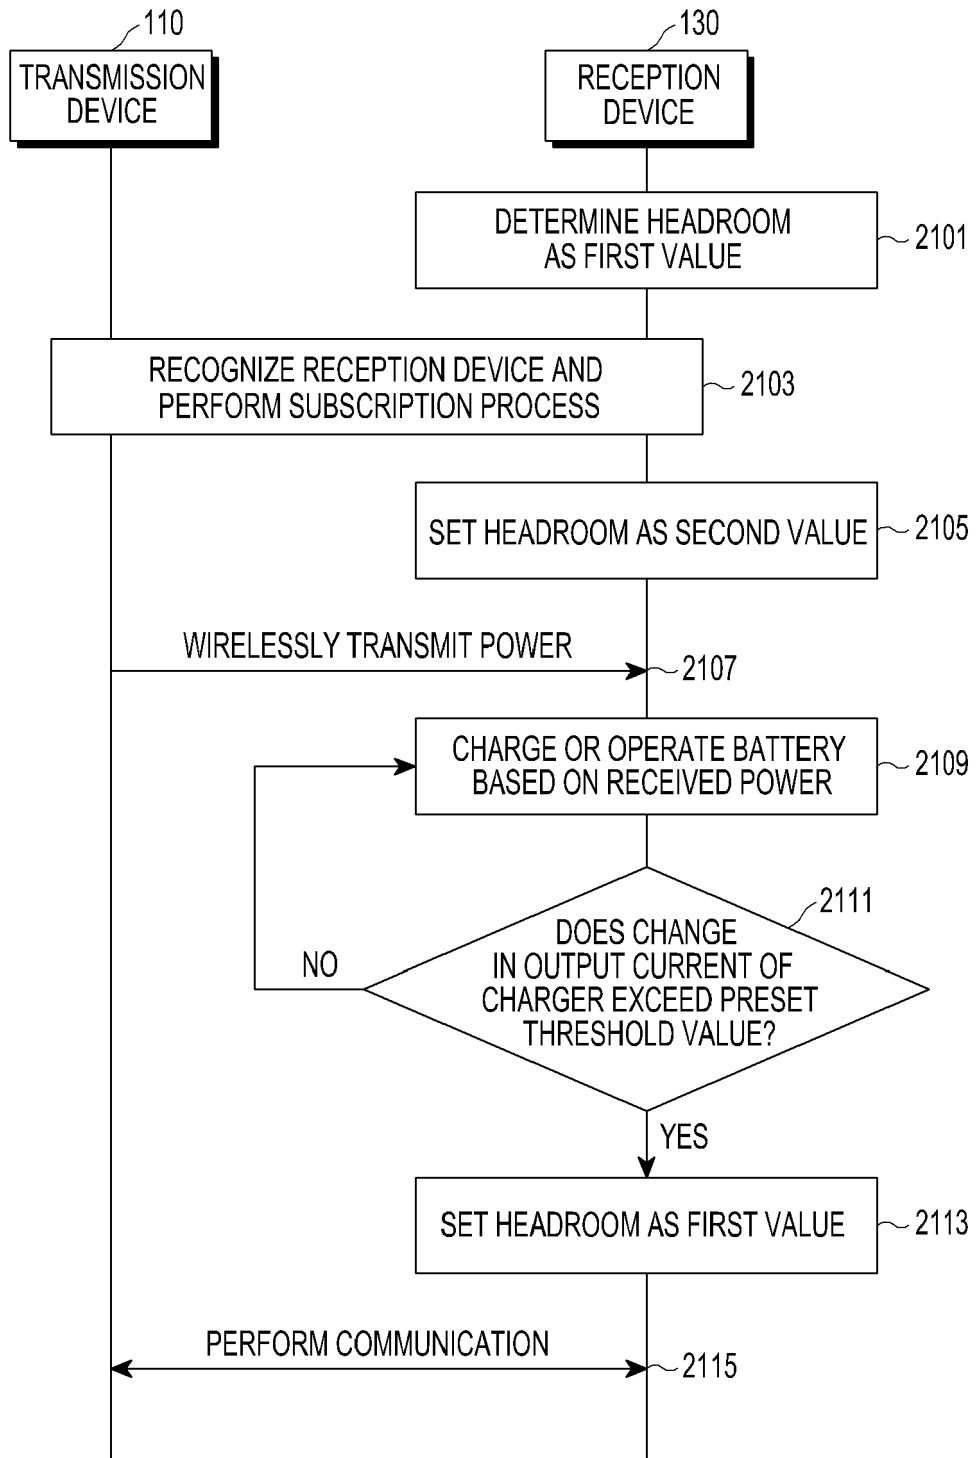 110
130
TRANSMISSION
DEVICE
RECEPTION
DEVICE
DETERMINE HEADROOM
AS FIRST VALUE
2101
RECOGNIZE RECEPTION DEVICE AND
PERFORM SUBSCRIPTION PROCESS
2103
SET HEADROOM AS SECOND VALUE
2105
WIRELESSLY TRANSMIT POWER
2107
CHARGE OR OPERATE BATTERY
BASED ON RECEIVED POWER
2109
2111
DOES CHANGE
IN OUTPUT CURRENT OF
CHARGER EXCEED PRESET
THRESHOLD VALUE?
NO
YES
SET HEADROOM AS FIRST VALUE
2113
PERFORM COMMUNICATION
2115